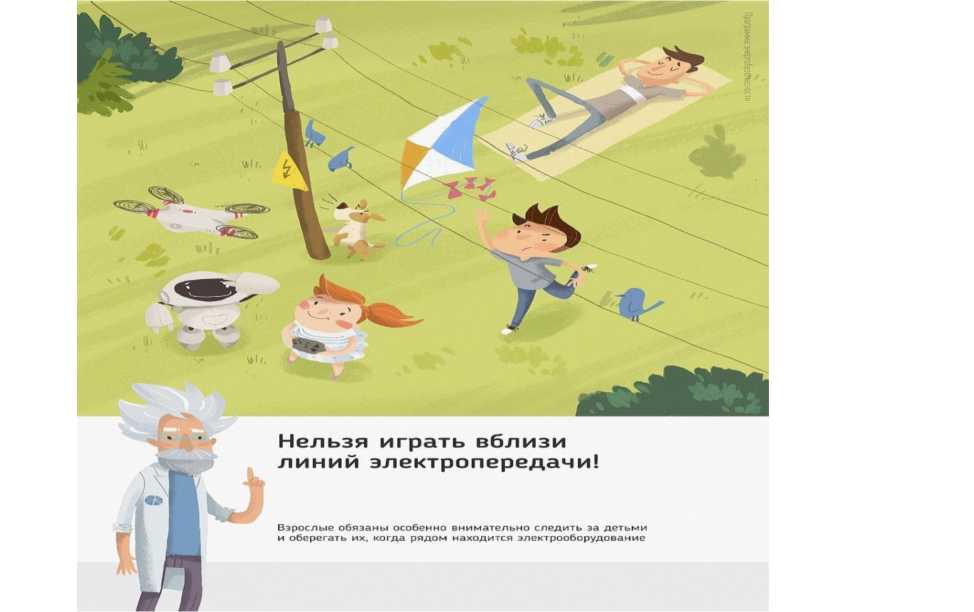 Нельзя играть вблизи
линий электропередачи!
Взрослые обязаны особенно внимательно следить за детьми
и оберегать их, когда рядом находится электрооборудование